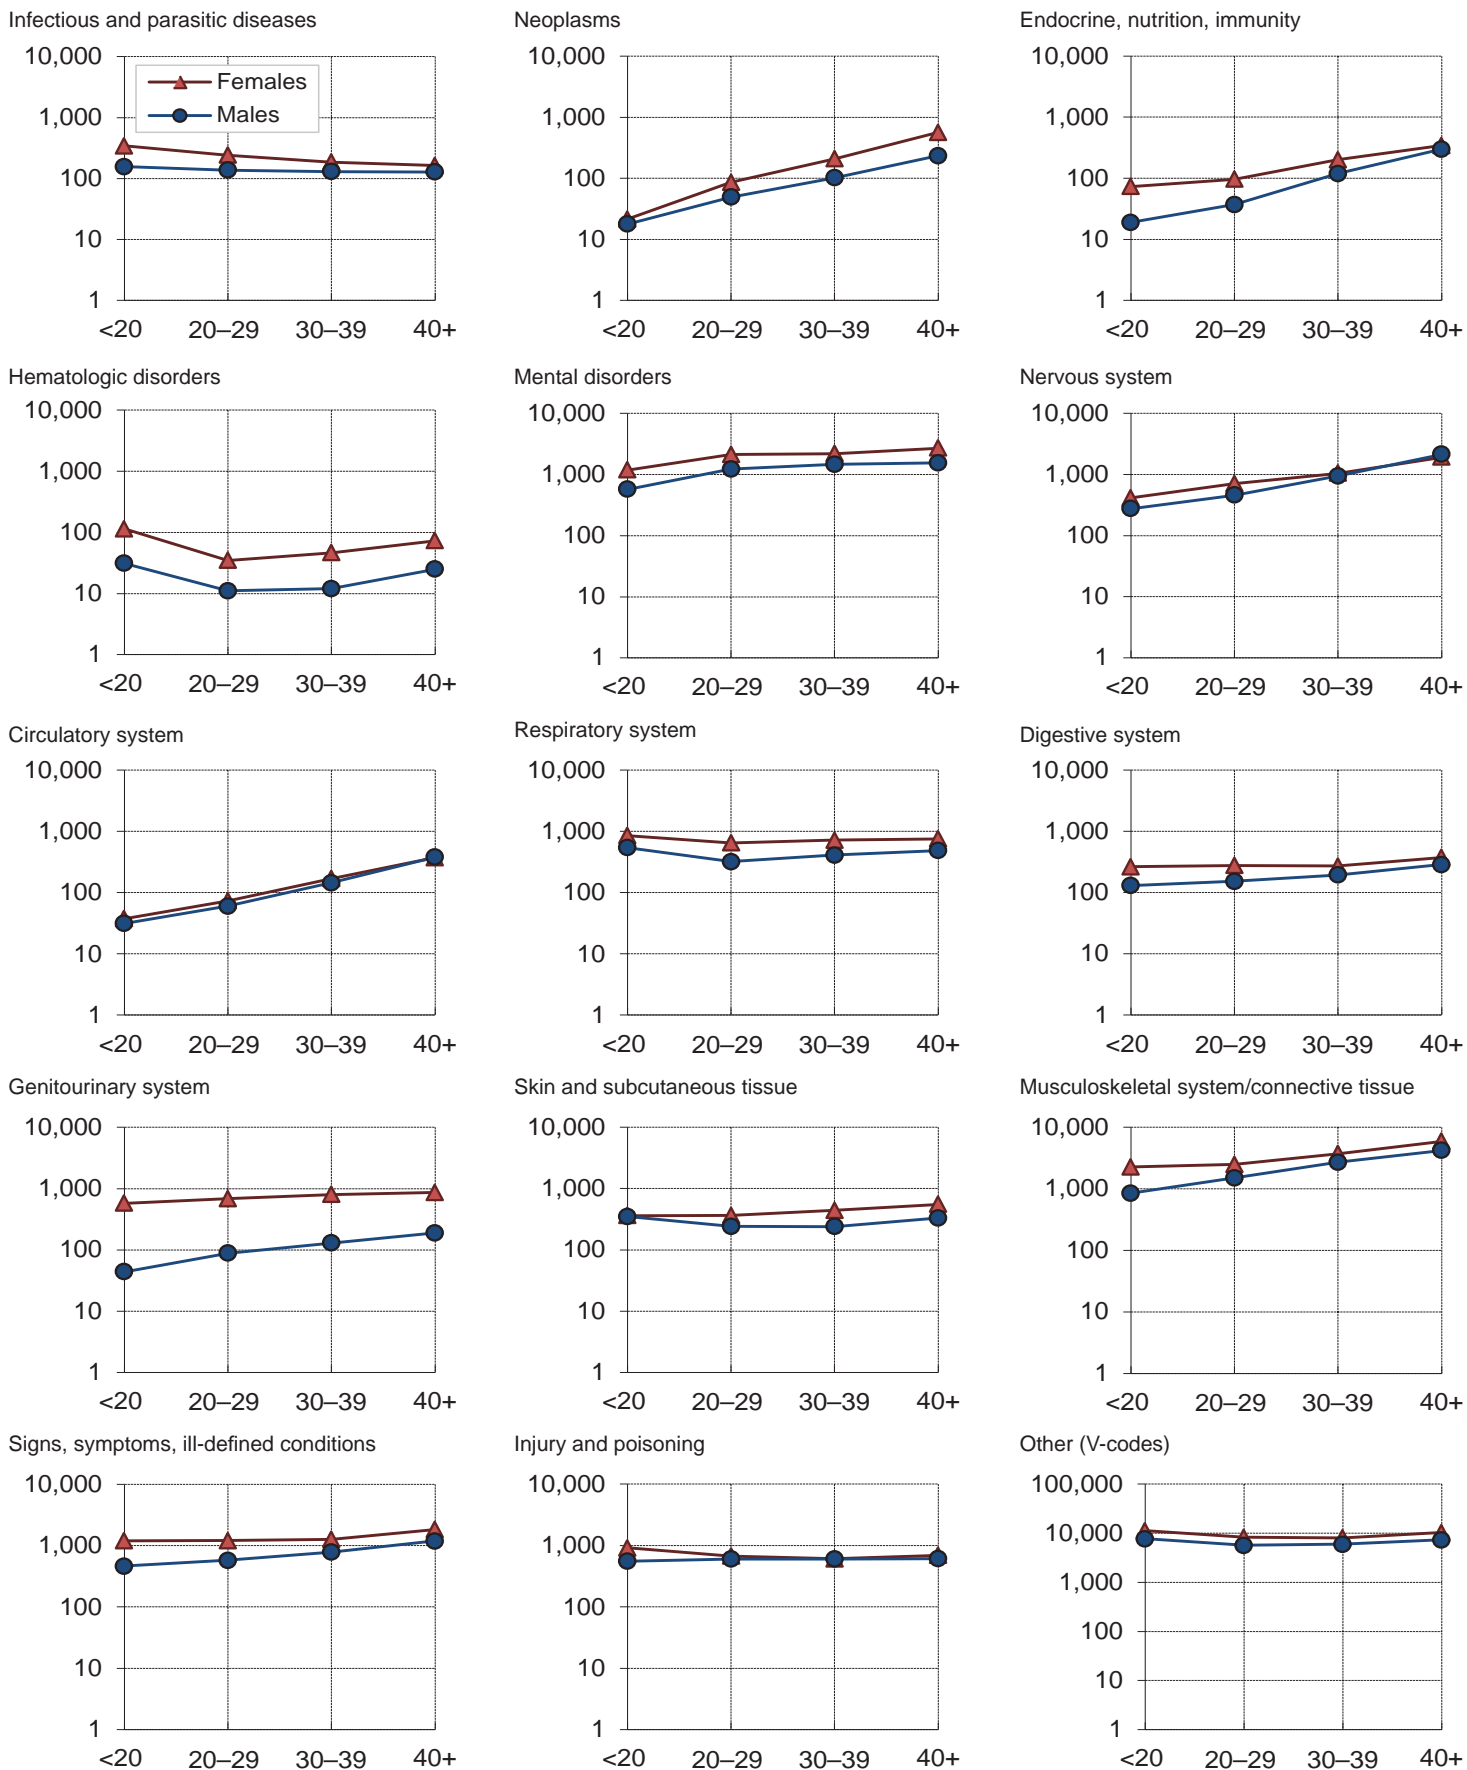 Infectious and parasitic diseases
10,000
1,000
100
10
1
<20 20–29 30–39 40+
Females
Males
Neoplasms
10,000
1,000
100
10
1
<20 20–29 30–39 40+
Endocrine, nutrition, immunity
10,000
1,000
100
10
1
<20 20–29 30–39 40+
Hematologic disorders
10,000
1,000
100
10
1
<20 20–29 30–39 40+
Mental disorders
10,000
1,000
100
10
1
<20 20–29 30–39 40+
Nervous system
10,000
1,000
100
10
1
<20 20–29 30–39 40+
Circulatory system
10,000
1,000
100
10
1
<20 20–29 30–39 40+
Respiratory system
10,000
1,000
100
10
1
<20 20–29 30–39 40+
Digestive system
10,000
1,000
100
10
1
<20 20–29 30–39 40+
Genitourinary system
10,000
1,000
100
10
1
<20 20–29 30–39 40+
Skin and subcutaneous tissue
10,000
1,000
100
10
1
<20 20–29 30–39 40+
Musculoskeletal system/connective tissue
10,000
1,000
100
10
1
<20 20–29 30–39 40+
Signs, symptoms, ill-defined conditions
10,000
1,000
100
10
1
<20 20–29 30–39 40+
Injury and poisoning
10,000
1,000
100
10
1
<20 20–29 30–39 40+
Other (V-codes)
100,000
10,000
1,000
100
10
1
<20 20–29 30–39 40+